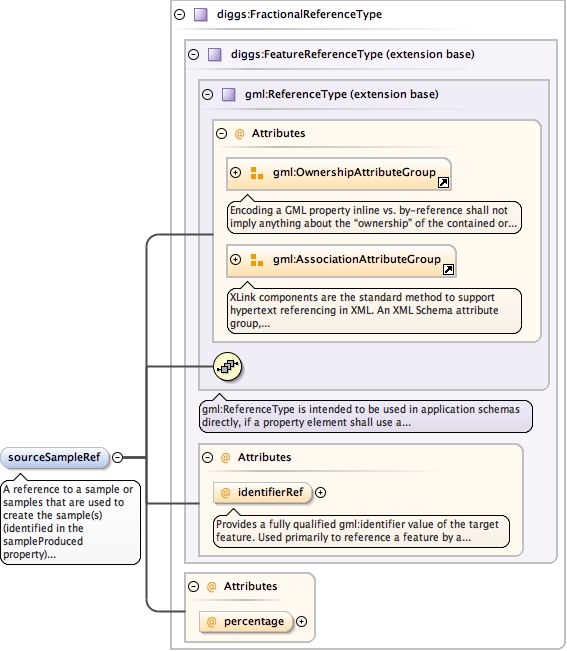 diggs:FractionalReferenceType
diggs:FeatureReferenceType (extension base)
gml:ReferenceType (extension base)
@ Attributes
gml:OwnershipAttributeGroup
Encoding a GML property inline vs. by-reference shall not
imply anything about the “ownership” of the contained or...
gml:AssociationAttributeGroup
XLink components are the standard method to support
hypertext referencing in XML. An XML Schema attribute
group,...
gml:ReferenceType is intended to be used in application schemas
directly, if a property element shall use a...
sourceSampleRef
A reference to a sample or
samples that are used to
create the sample(s)
(identified in the
sampleProduced
property)...
@ Attributes
@ identifierRef
Provides a fully qualified gml:identifier value of the target
feature. Used primarily to reference a feature by a...
@ Attributes
@ percentage